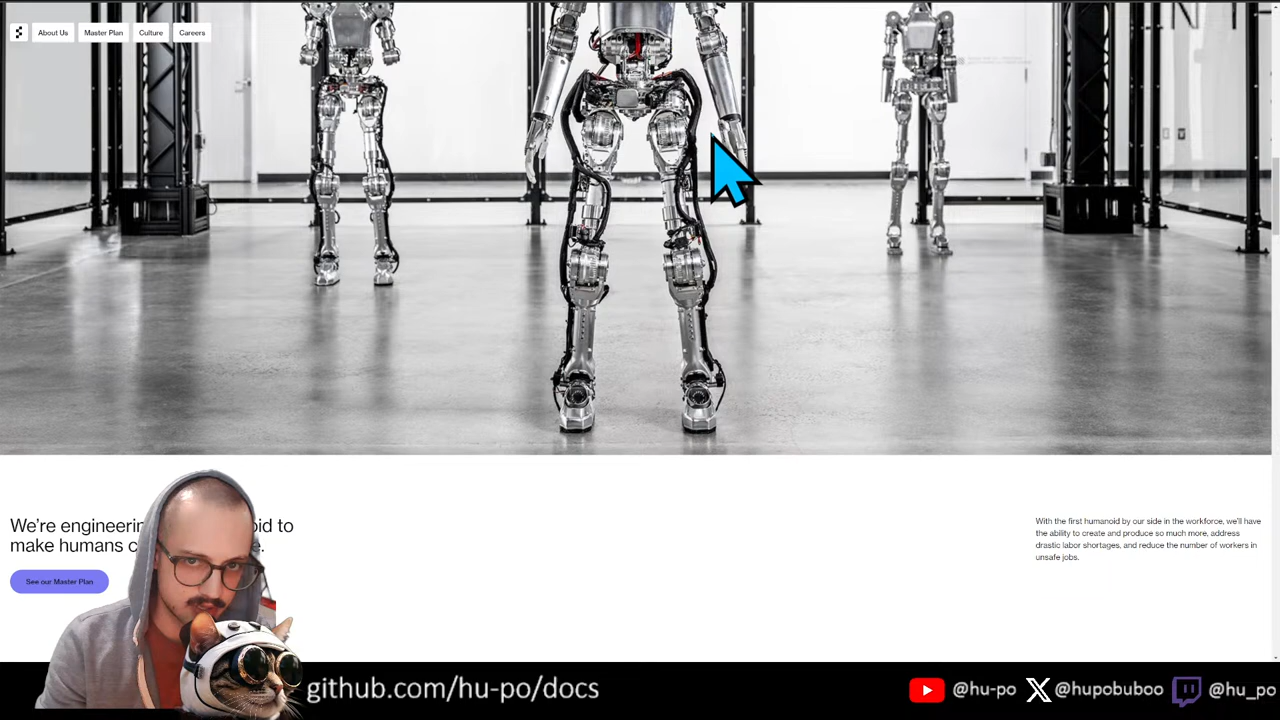 About Us
Master Plan
Culture
Careers
We're engineerin oid to
make humans c e.
See our Master Plan
With the first humanoid by our side in the workforce, we'll have
the ability to create and produce so much more, address
drastic labor shortages, and reduce the number of workers in
unsafe jobs.
github.com/hu-po/docs
@hu-po
@hupobuboo
@hu_po